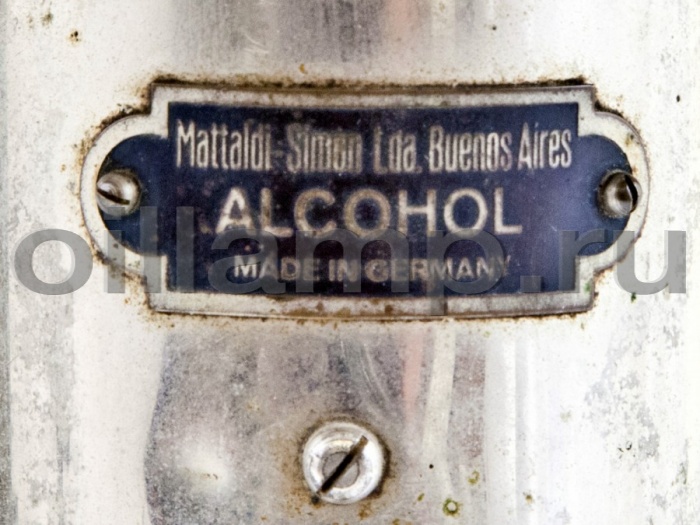 Mattaldi-Simon Lda. Buenos Aires
ALCOHOL
MADE IN GERMANY
oillamp.ru